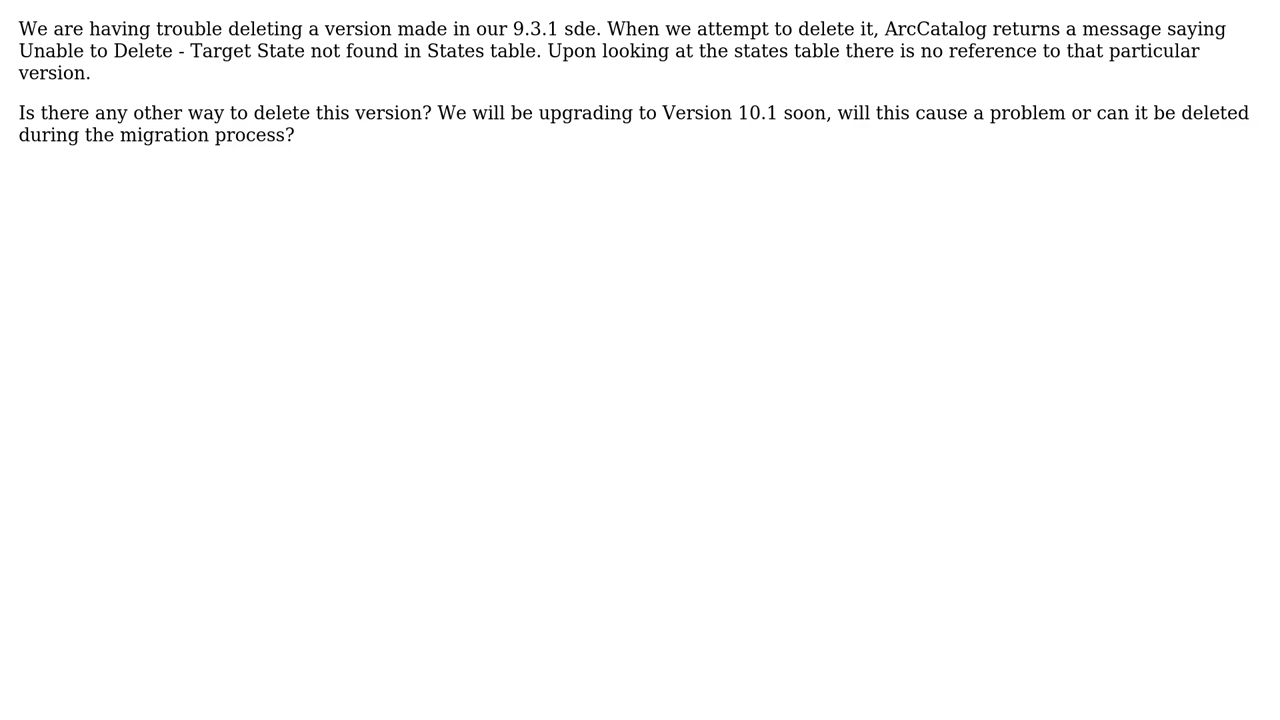 We are having trouble deleting a version made in our 9.3.1 sde. When we attempt to delete it, ArcCatalog returns a message saying
Unable to Delete - Target State not found in States table. Upon looking at the states table there is no reference to that particular
version.
Is there any other way to delete this version? We will be upgrading to Version 10.1 soon, will this cause a problem or can it be deleted
during the migration process?